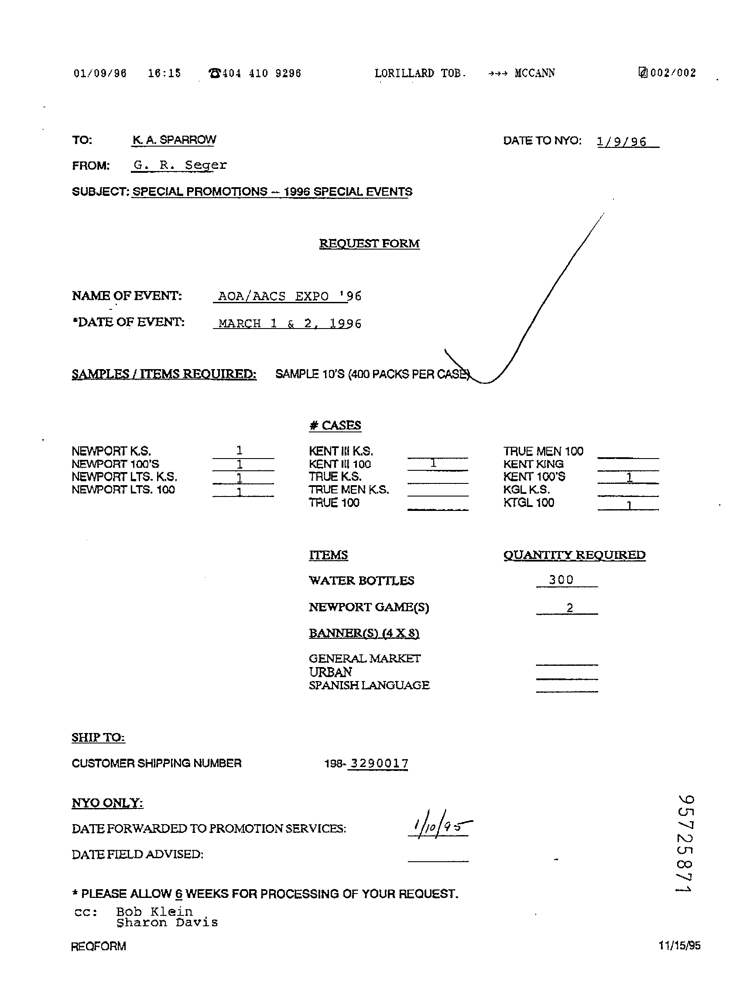 01/09/96 16:15 ☎404 410 9296 LORILLARD TOB. →→→ MCCANN 002/002
TO: K. A. SPARROW DATE TO NYO: 1/9/96
FROM: G. R. Seger
SUBJECT: SPECIAL PROMOTIONS -- 1996 SPECIAL EVENTS
REQUEST FORM
NAME OF EVENT: AOA/AACS EXPO '96
*DATE OF EVENT: MARCH 1 & 2, 1996
SAMPLES / ITEMS REQUIRED: SAMPLE 10'S (400 PACKS PER CASE)
# CASES
NEWPORT K.S. 1 KENT III K.S. TRUE MEN 100
NEWPORT 100'S 1 KENT III 100 1 KENT KING
NEWPORT LTS. K.S. 1 TRUE K.S. KENT 100'S 1
NEWPORT LTS. 100 1 TRUE MEN K.S. KGL K.S.
TRUE 100 KTGL 100 1
ITEMS QUANTITY REQUIRED
WATER BOTTLES 300
NEWPORT GAME(S) 2
BANNER(S) (4 X 8)
GENERAL MARKET
URBAN
SPANISH LANGUAGE
SHIP TO:
CUSTOMER SHIPPING NUMBER 198- 3290017
NYO ONLY:
DATE FORWARDED TO PROMOTION SERVICES: 1/10/95
DATE FIELD ADVISED:
* PLEASE ALLOW 6 WEEKS FOR PROCESSING OF YOUR REQUEST.
cc: Bob Klein
Sharon Davis
REQFORM 11/15/95
95725871